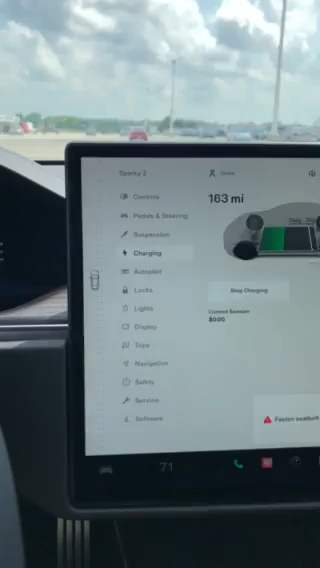 Sparky 2
163 mi
Controls
Pedals & Steering
Suspension
Charging
Autopilot
Locks
Lights
Display
Trips
Navigation
Safety
Service
Software
Stop Charging
Current Session
$0.00
Fasten seatbelt
71